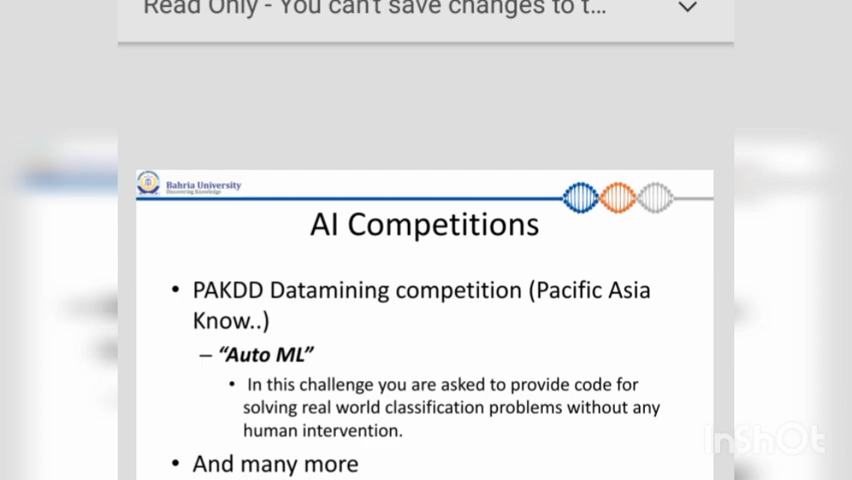 Read Only - You can't save changes to t...
Bahria University
Discovering Knowledge
AI Competitions
• PAKDD Datamining competition (Pacific Asia
Know..)
– “Auto ML”
• In this challenge you are asked to provide code for
solving real world classification problems without any
human intervention.
• And many more
InShOt